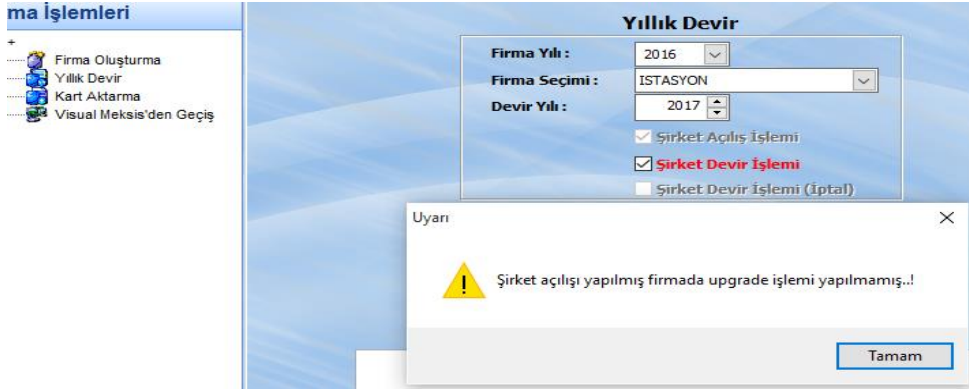 ma İşlemleri
Firma Oluşturma
Yıllık Devir
Kart Aktarma
Visual Meksis'den Geçiş
Yıllık Devir
Firma Yılı :
2016
Firma Seçimi :
ISTASYON
Devir Yılı :
2017
Şirket Açılış İşlemi
Şirket Devir İşlemi
Şirket Devir İşlemi (İptal)
Uyarı
Şirket açılışı yapılmış firmada upgrade işlemi yapılmamış..!
Tamam